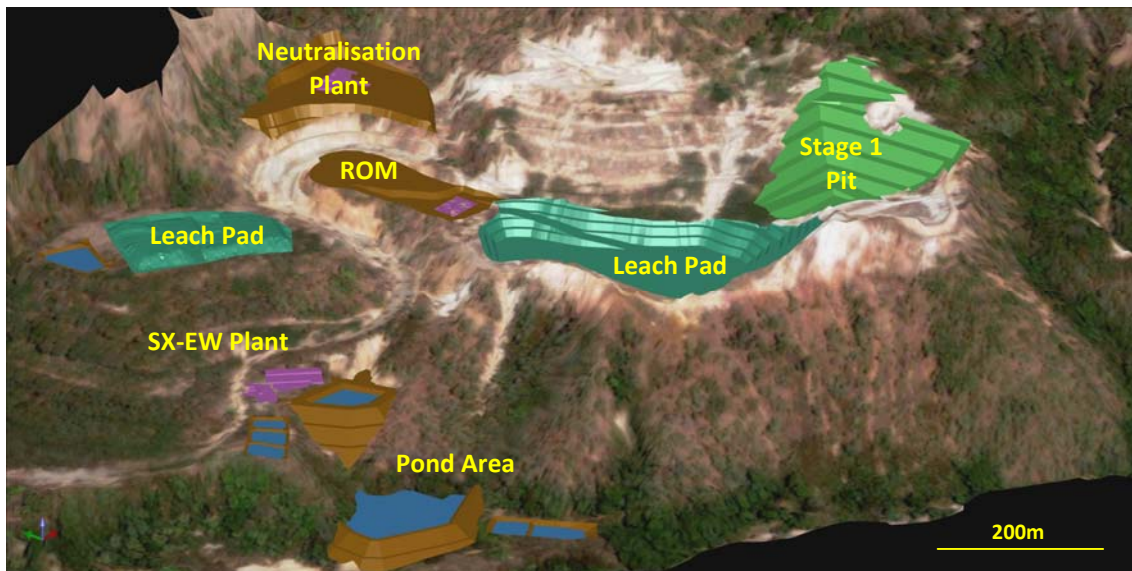 Neutralisation
Plant
ROM
Stage 1
Pit
Leach Pad
Leach Pad
SX-EW Plant
Pond Area
200m